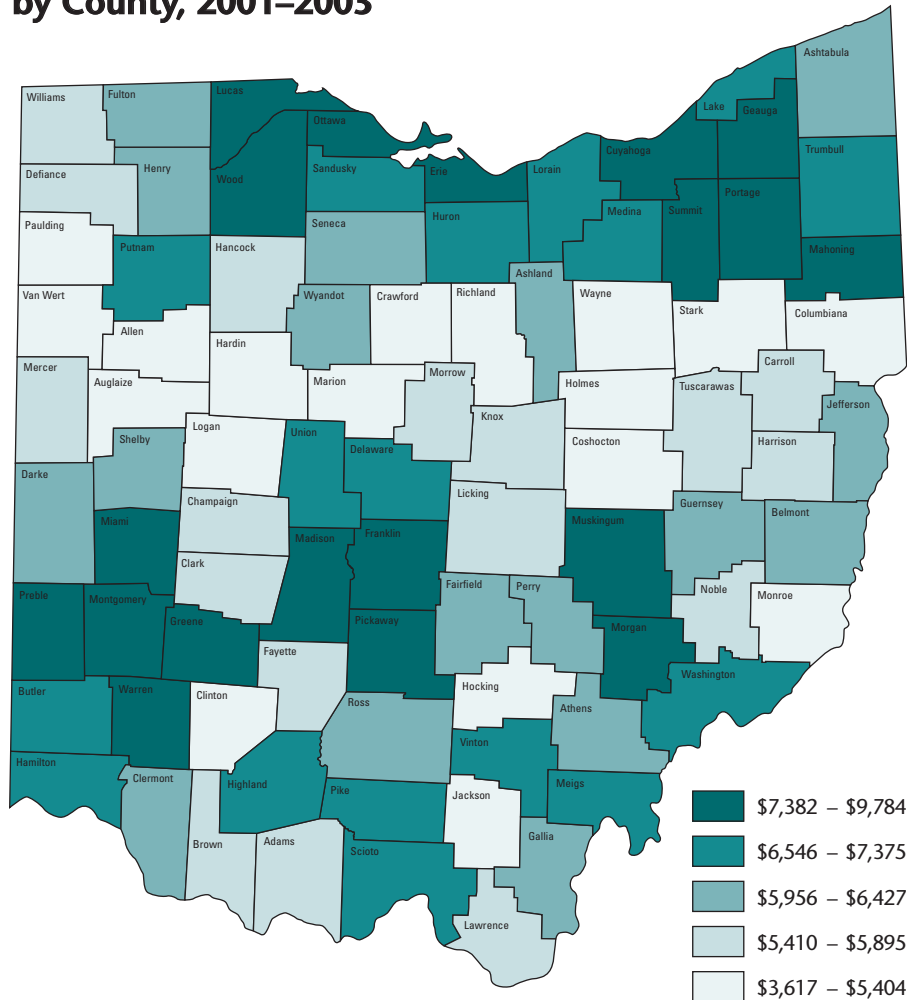 by County, 2001–2003
Ashtabula
Lucas
Williams
Fulton
Lake
Geauga
Ottawa
Trumbull
Cuyahoga
Henry
Sandusky
Erie
Lorain
Defiance
Wood
Portage
Medina
Summit
Huron
Paulding
Seneca
Putnam
Hancock
Mahoning
Ashland
Van Wert
Wyandot
Crawford
Richland
Wayne
Stark
Columbiana
Allen
Hardin
Carroll
Mercer
Morrow
Auglaize
Marion
Holmes
Tuscarawas
Jefferson
Knox
Logan
Union
Shelby
Coshocton
Harrison
Delaware
Darke
Licking
Champaign
Guernsey
Belmont
Miami
Muskingum
Madison
Franklin
Clark
Fairfield
Perry
Noble
Monroe
Preble
Montgomery
Greene
Pickaway
Morgan
Fayette
Washington
Butler
Warren
Clinton
Hocking
Ross
Athens
Vinton
Hamilton
Clermont
Highland
Pike
Meigs
Jackson
$7,382 – $9,784
Gallia
Brown
Adams
Scioto
$6,546 – $7,375
$5,956 – $6,427
Lawrence
$5,410 – $5,895
$3,617 – $5,404